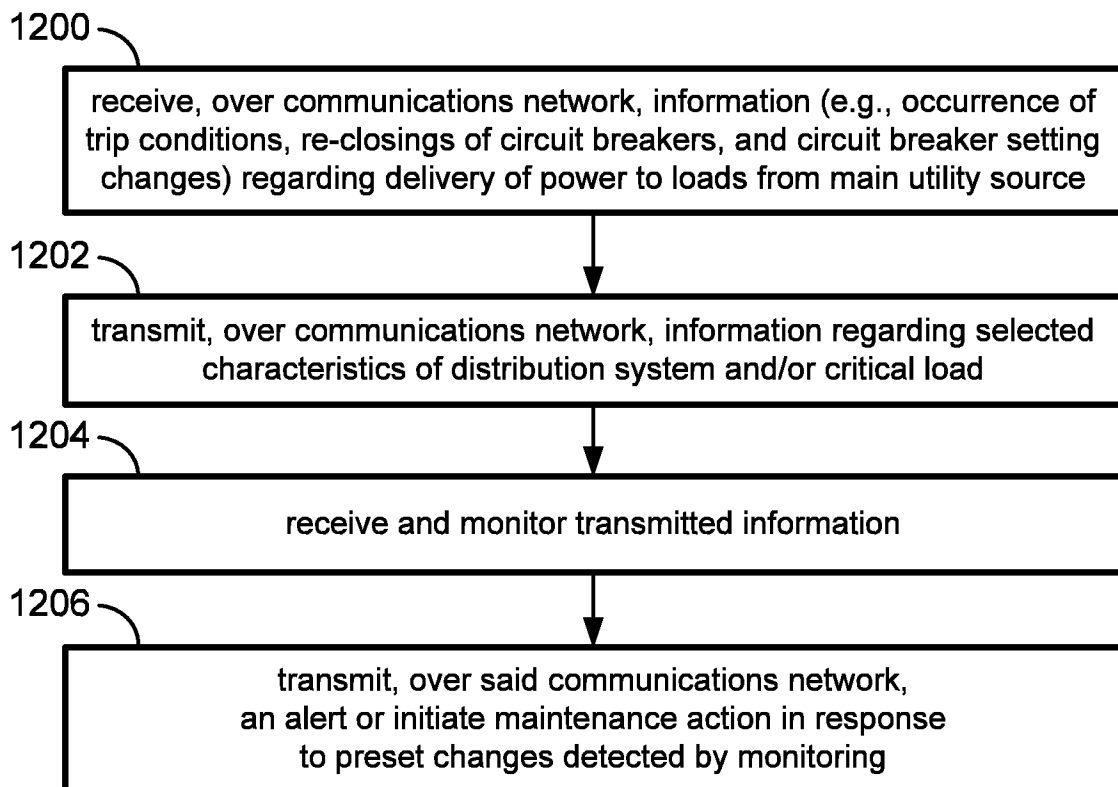 1200
receive, over communications network, information (e.g., occurrence of
trip conditions, re-closings of circuit breakers, and circuit breaker setting
changes) regarding delivery of power to loads from main utility source
1202
transmit, over communications network, information regarding selected
characteristics of distribution system and/or critical load
1204
receive and monitor transmitted information
1206
transmit, over said communications network,
an alert or initiate maintenance action in response
to preset changes detected by monitoring